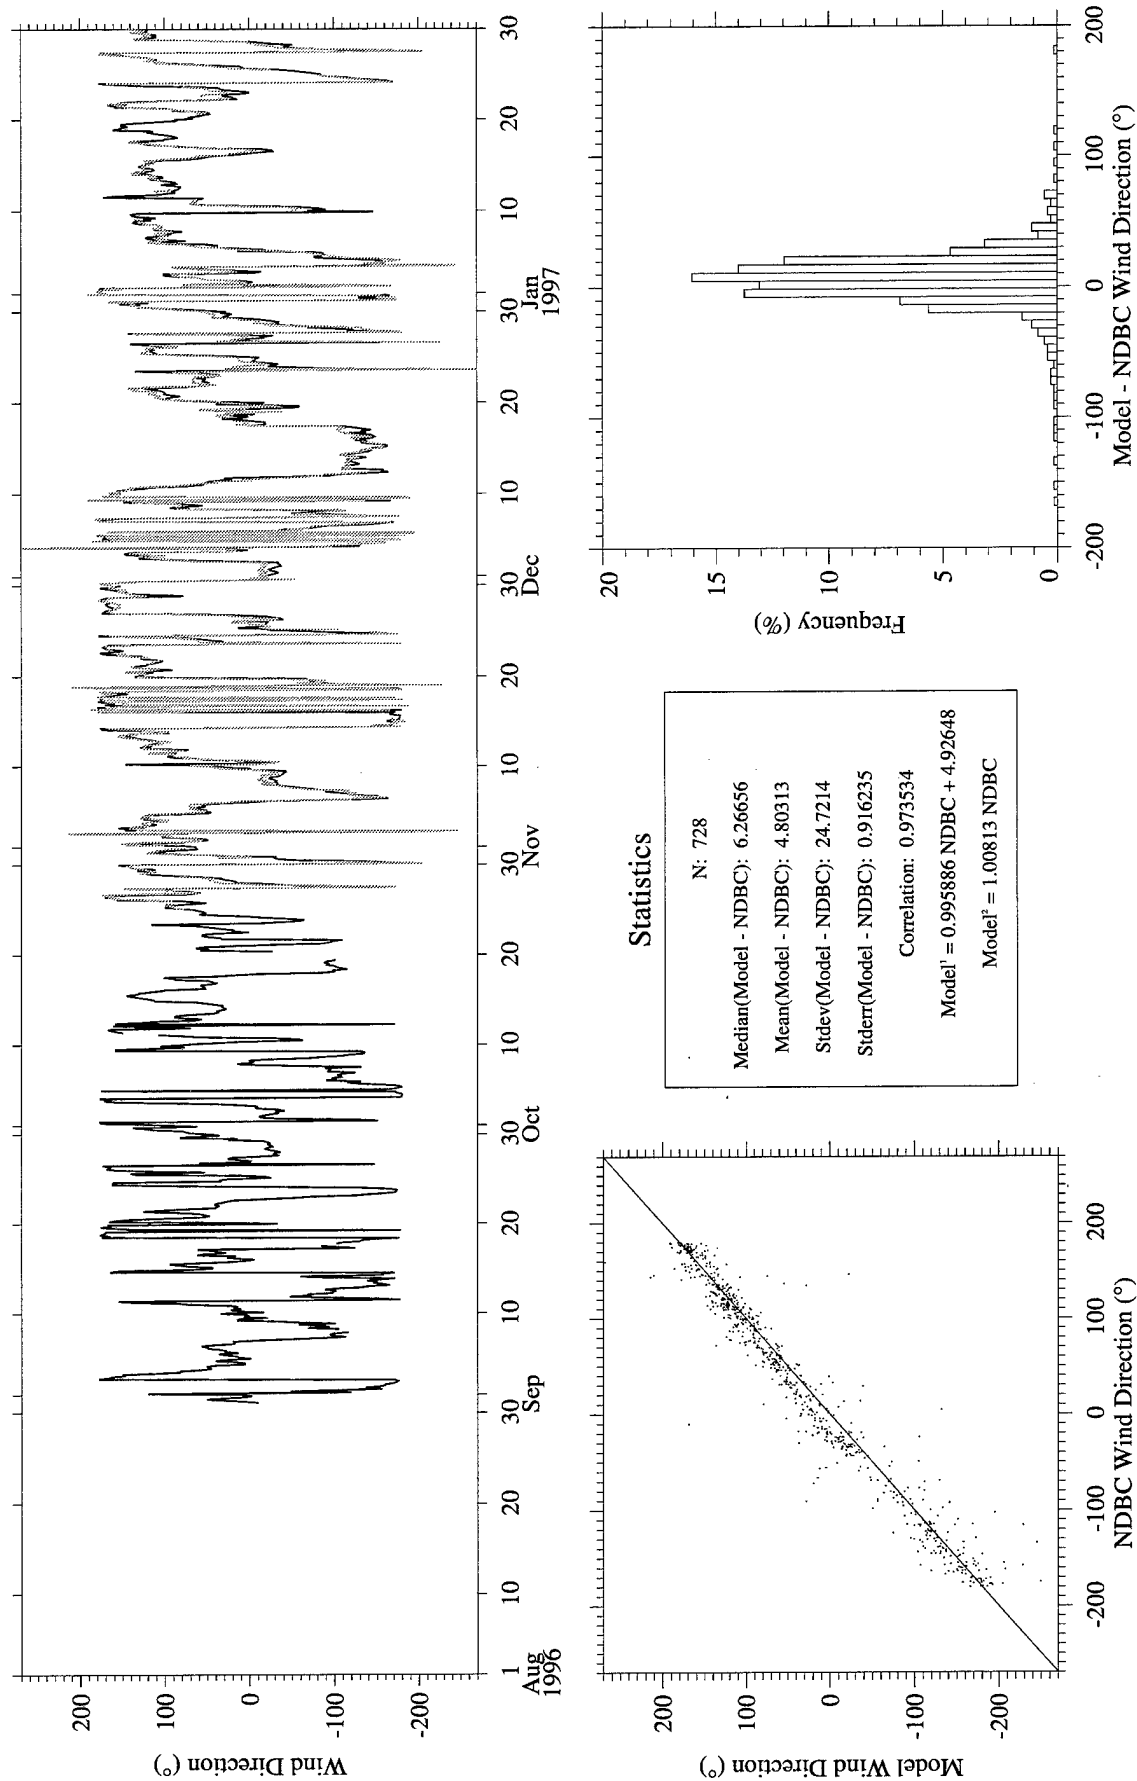 Wind Direction (°)
200
100
0
-100
-200
1
10
20
30
10
20
30
10
20
30
10
20
30
10
20
30
10
20
30
Aug
1996
Sep
Oct
Nov
Dec
Jan
1997
Model Wind Direction (°)
200
100
0
-100
-200
-200
-100
0
100
200
NDBC Wind Direction (°)
Statistics
N: 728
Median(Model - NDBC): 6.26656
Mean(Model - NDBC): 4.80313
Stdev(Model - NDBC): 24.7214
Stderr(Model - NDBC): 0.916235
Correlation: 0.973534
Model¹ = 0.995886 NDBC + 4.92648
Model² = 1.00813 NDBC
Frequency (%)
20
15
10
5
0
-200
-100
0
100
200
Model - NDBC Wind Direction (°)